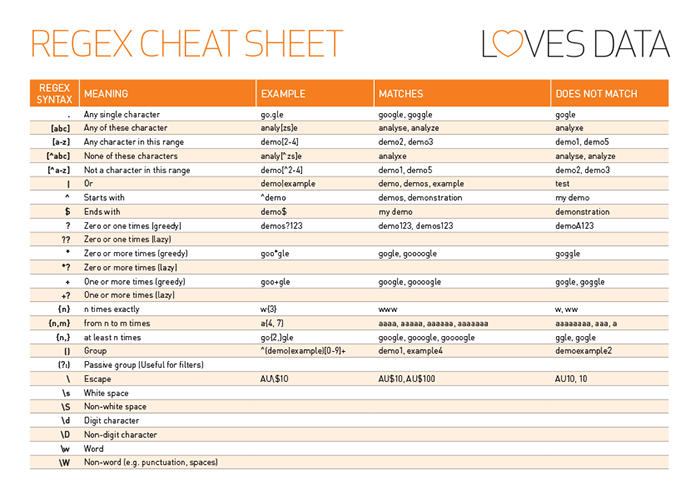 REGEX CHEAT SHEET
L♡VES DATA
REGEX SYNTAX MEANING EXAMPLE MATCHES DOES NOT MATCH
. Any single character go.gle google, goggle gogle
[abc] Any of these character analy[zs]e analyse, analyze analyxe
[a-z] Any character in this range demo[2-4] demo2, demo3 demo1, demo5
[^abc] None of these characters analy[^zs]e analyxe analyse, analyze
[^a-z] Not a character in this range demo[^2-4] demo1, demo5 demo2, demo3
| Or demo|example demo, demos, example test
^ Starts with ^demo demos, demonstration my demo
$ Ends with demo$ my demo demonstration
? Zero or one times (greedy) demos?123 demo123, demos123 demoA123
?? Zero or one times (lazy)
* Zero or more times (greedy) goo*gle gogle, goooogle goggle
*? Zero or more times (lazy)
+ One or more times (greedy) goo+gle google, goooogle gogle, goggle
+? One or more times (lazy)
{n} n times exactly w{3} www w, ww
{n,m} from n to m times a{4, 7} aaaa, aaaaa, aaaaaa, aaaaaaa aaaaaaaa, aaa, a
{n,} at least n times go{2,}gle google, gooogle, goooogle ggle, gogle
() Group ^(demo|example)[0-9]+ demo1, example4 demoexample2
(?:) Passive group (Useful for filters)
\ Escape AU\$10 AU$10, AU$100 AU10, 10
\s White space
\S Non-white space
\d Digit character
\D Non-digit character
\w Word
\W Non-word (e.g. punctuation, spaces)